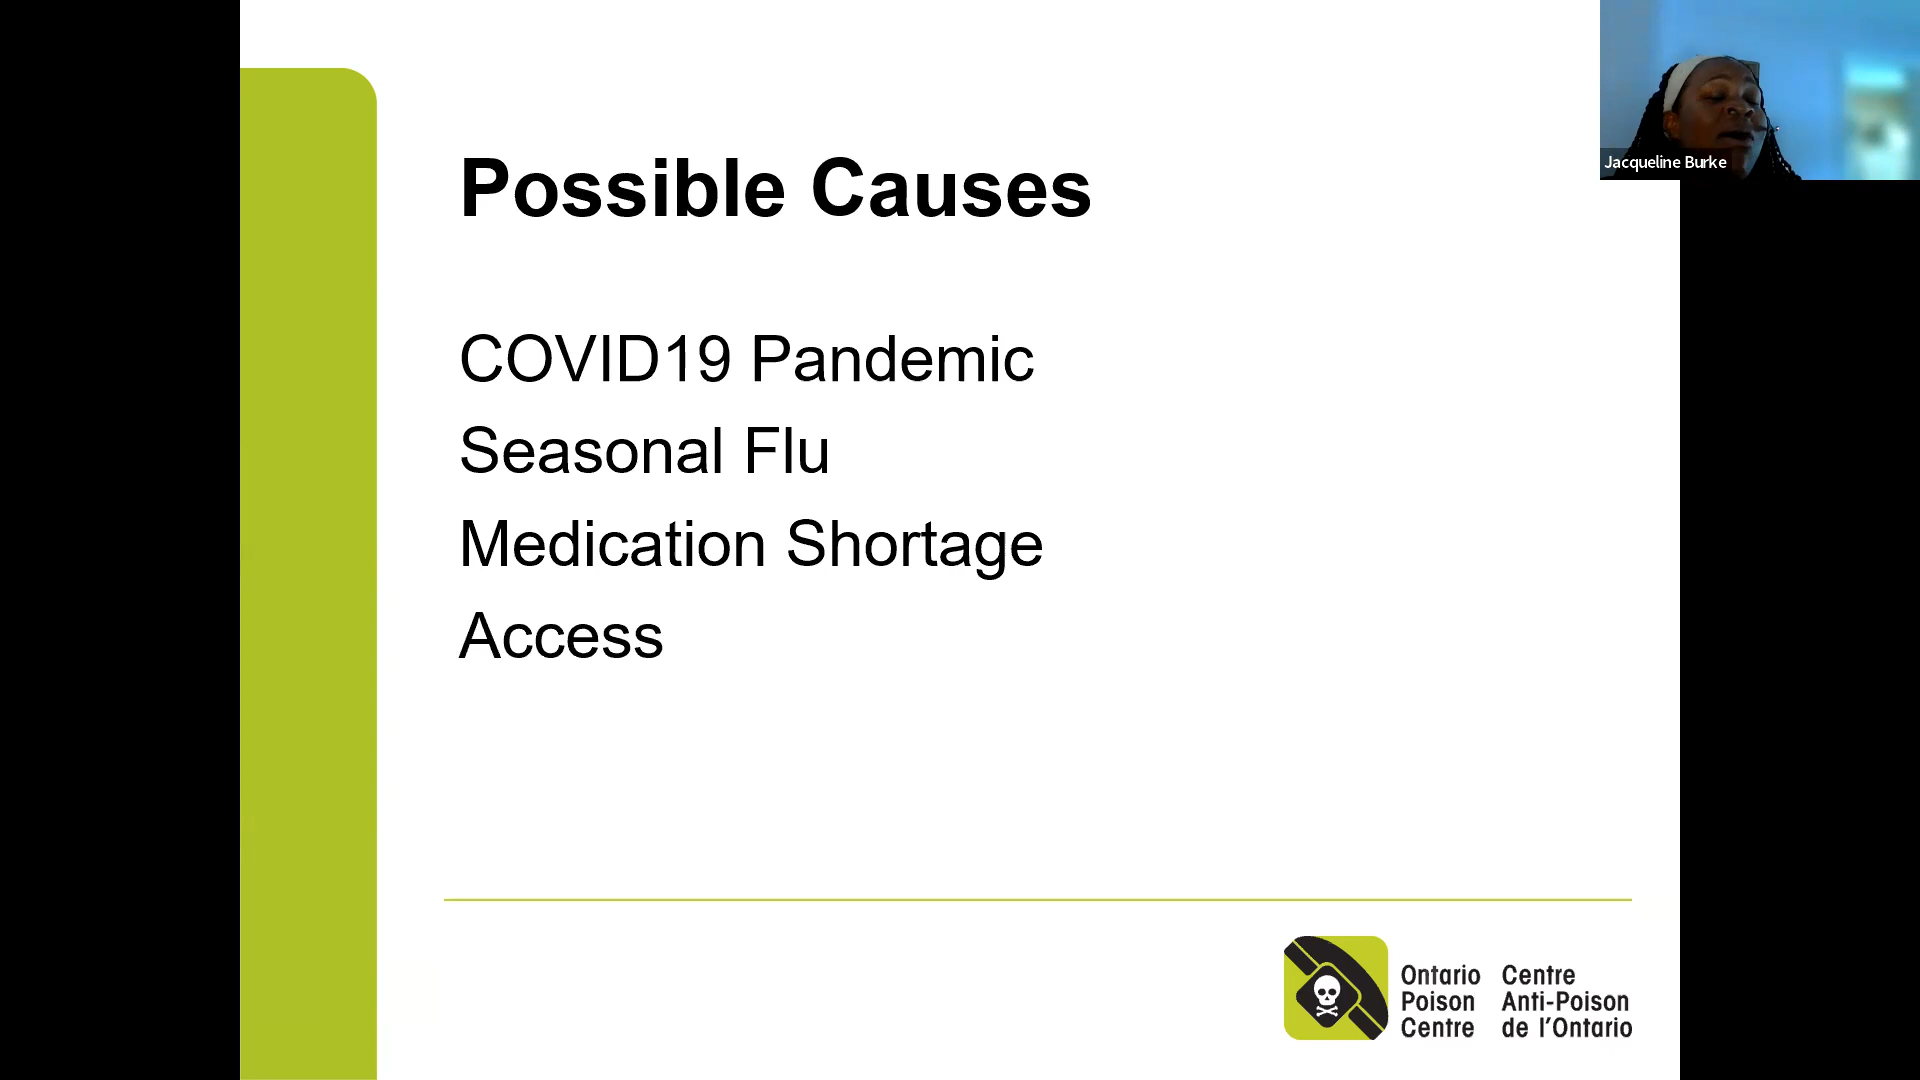 Possible Causes
COVID19 Pandemic
Seasonal Flu
Medication Shortage
Access
Jacqueline Burke
Ontario
Poison
Centre
Centre
Anti-Poison
de l'Ontario